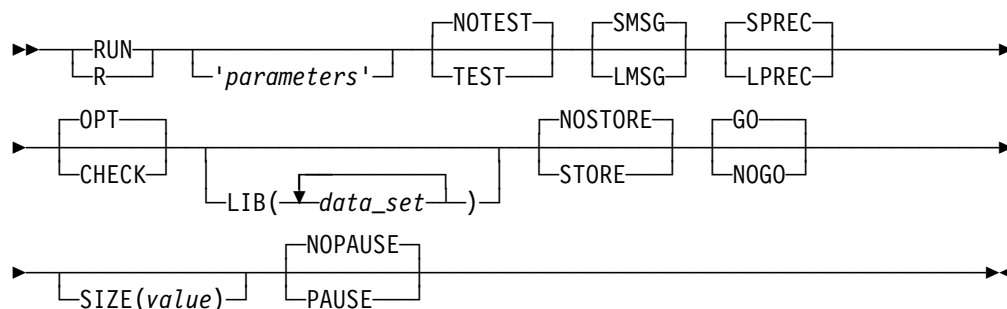 NOTEST SMSG SPREC
RUN
R 'parameters' TEST LMSG LPREC
OPT NOSTORE GO
CHECK STORE NOGO
LIB( data_set )
NOPAUSE
SIZE(value) PAUSE